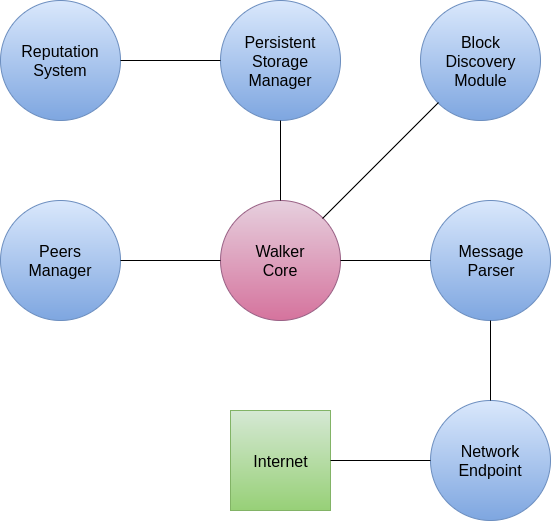 Reputation
System
Persistent
Storage
Manager
Block
Discovery
Module
Peers
Manager
Walker
Core
Message
Parser
Internet
Network
Endpoint